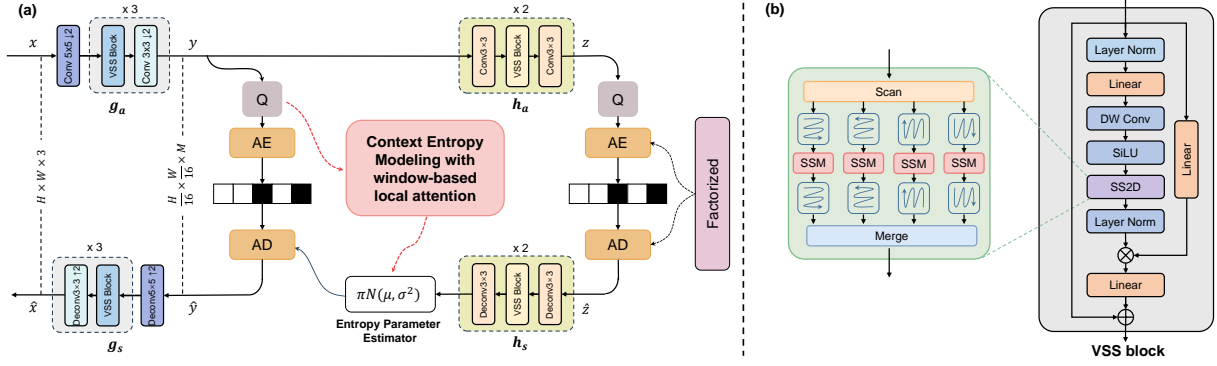 (a)
x
Conv 5x5 ↓2
× 3
VSS Block
Conv 3x3 ↓2
g_a
y
× 2
Conv3×3
VSS Block
Conv3×3
h_a
z
Q
AE
AD
H × W × 3
H/16 × W/16 × M
Context Entropy
Modeling with
window-based
local attention
Q
AE
AD
Factorized
x̂
× 3
Deconv3×3 ↑2
VSS Block
Deconv5×5 ↑2
g_s
ŷ
πN(μ, σ²)
Entropy Parameter
Estimator
× 2
Deconv3×3
VSS Block
Deconv3×3
h_s
ẑ
(b)
Scan
SSM
SSM
SSM
SSM
Merge
Layer Norm
Linear
DW Conv
SiLU
SS2D
Layer Norm
Linear
Linear
VSS block